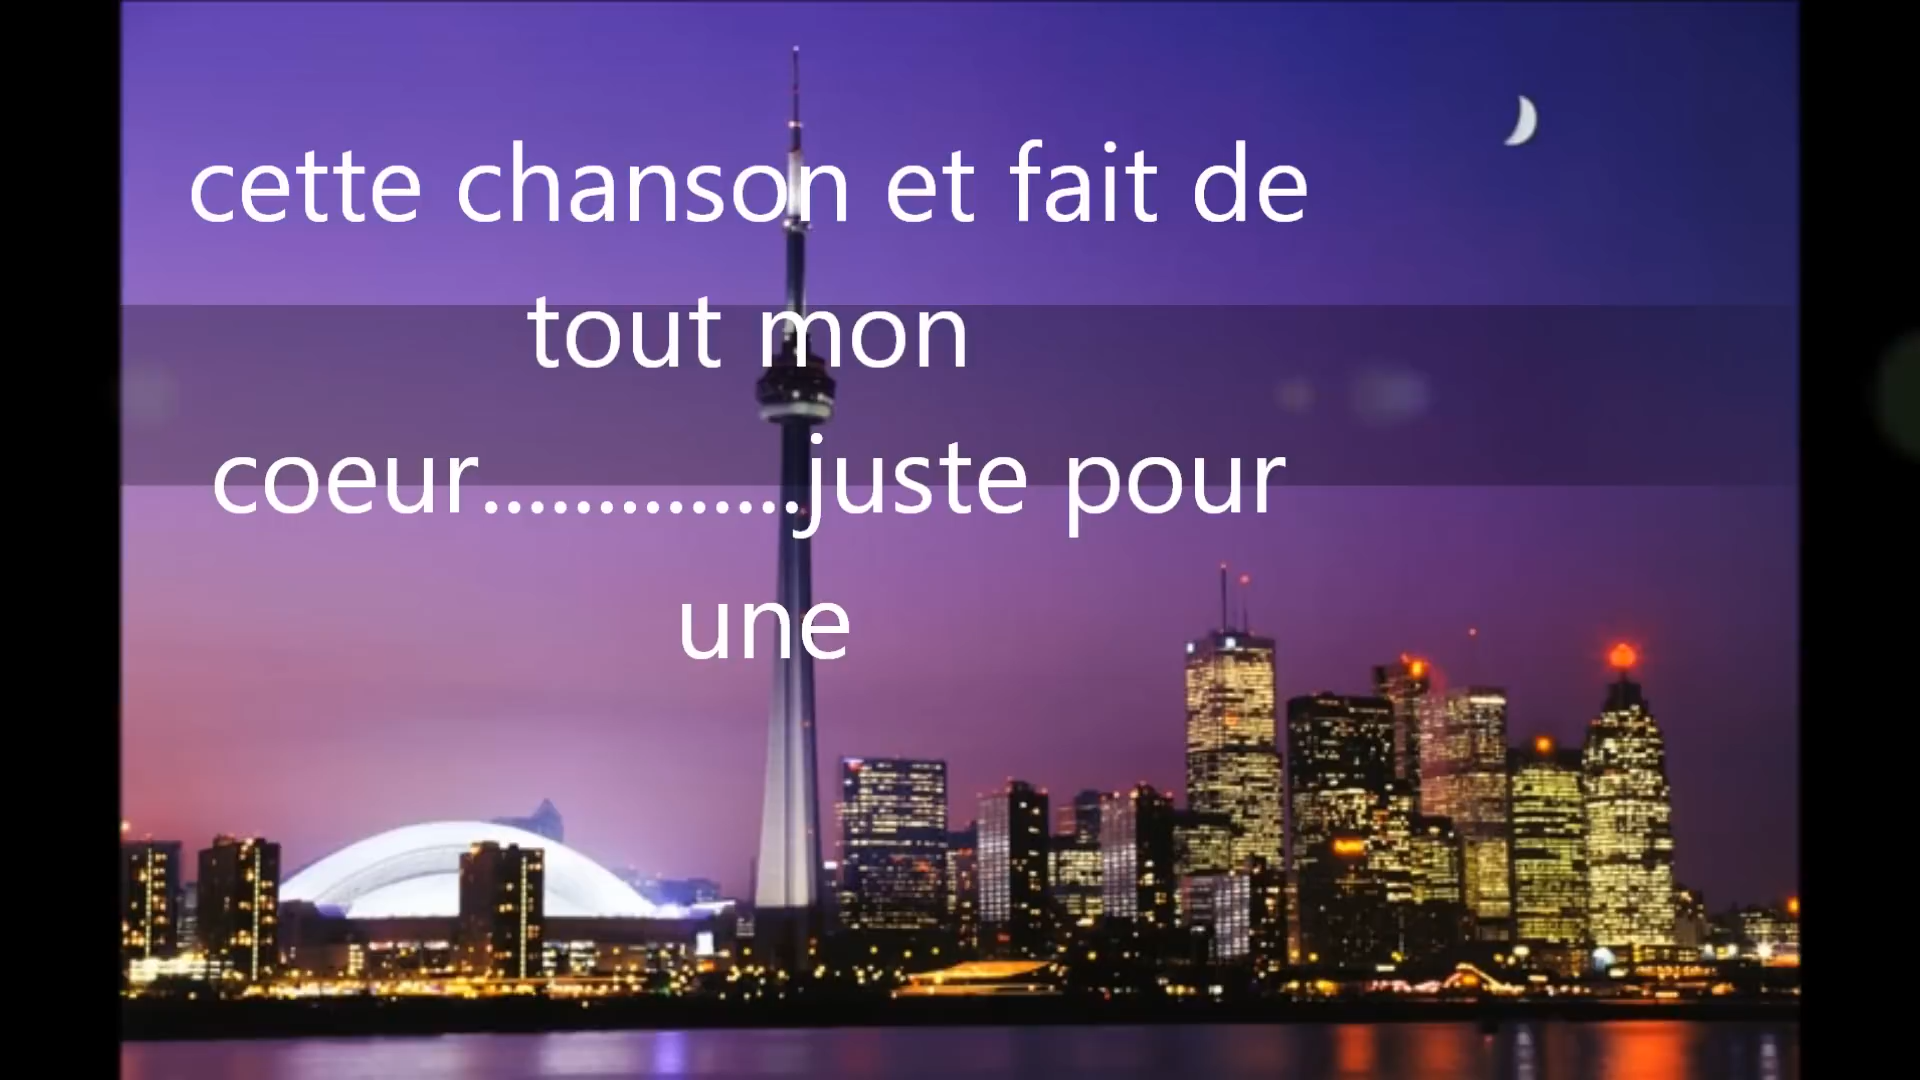 cette chanson et fait de
tout mon
coeur..............juste pour
une